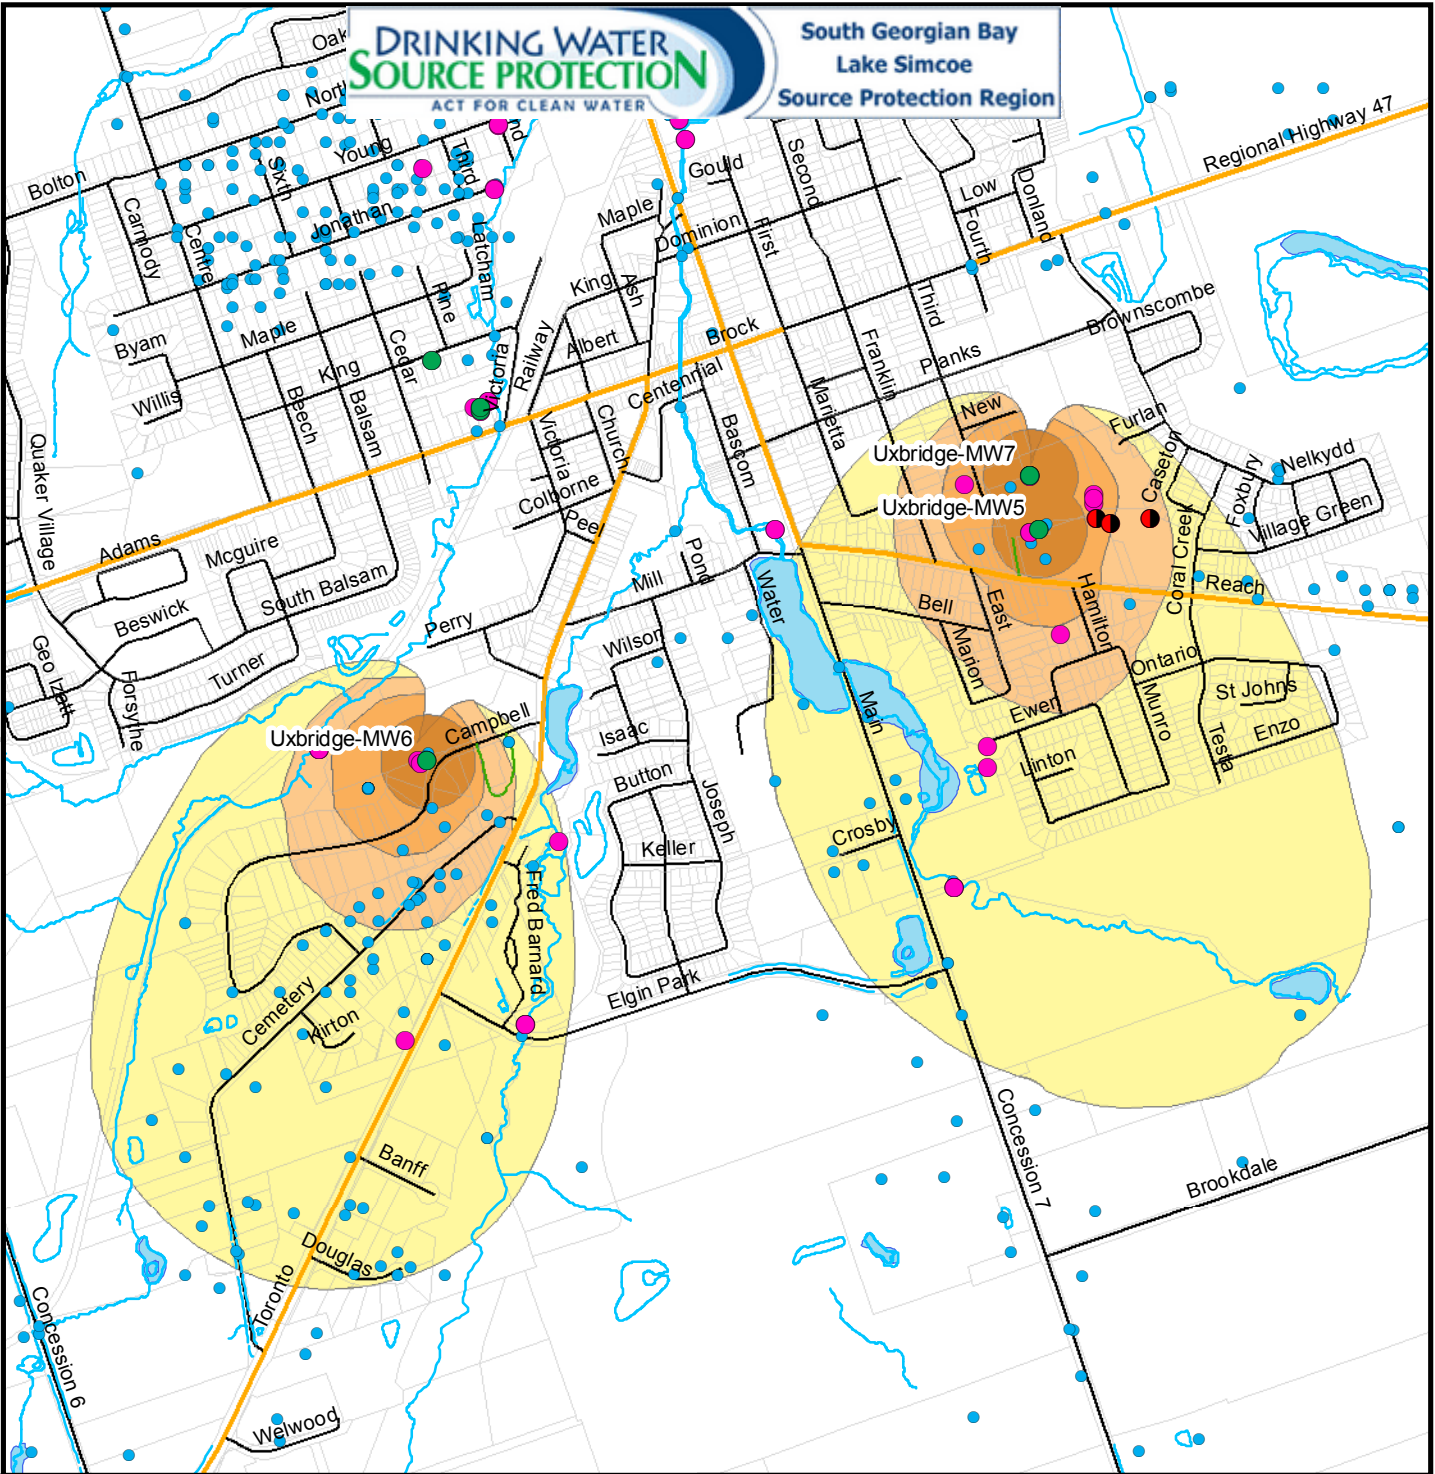 DRINKING WATER
SOURCE PROTECTION
ACT FOR CLEAN WATER
South Georgian Bay
Lake Simcoe
Source Protection Region
Oak
Regional Highway 47
Bolton
Young
Third
Sixth
Jonathan
Carmody
Centre
Latcham
Gould
Second
Low
Donland
Maple
Dominion
First
Fourth
King
Ash
Pine
Third
Byam
Maple
Cedar
Albert
Brock
Brownscombe
Railway
Victoria
Franklin
Planks
Willis
King
Beech
Balsam
Centennial
Marietta
New
Furlan
Quaker Village
Victoria
Church
Bascom
Uxbridge-MW7
Caseton
Foxbury
Nelkydd
Colborne
Uxbridge-MW5
Village Green
Adams
Mcguire
Peel
Pond
Coral Creek
South Balsam
Mill
Water
Reach
Beswick
Perry
Bell
East
Hamilton
Geo Izatt
Forsythe
Turner
Wilson
Marion
Ontario
Main
Munro
St Johns
Uxbridge-MW6
Campbell
Isaac
Ewen
Testa
Enzo
Button
Joseph
Linton
Keller
Crosby
Fred Barnard
Cemetery
Kirton
Elgin Park
Concession 7
Banff
Brookdale
Douglas
Toronto
Concession 6
Welwood